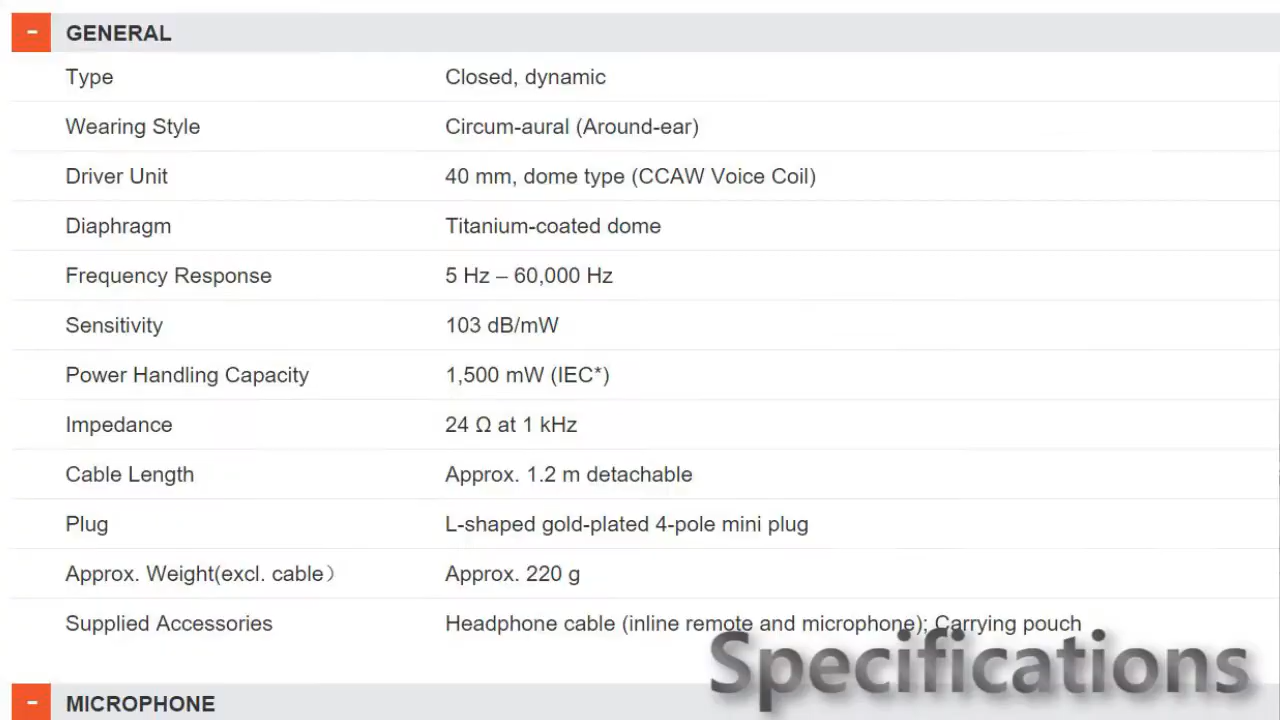 GENERAL
Type Closed, dynamic
Wearing Style Circum-aural (Around-ear)
Driver Unit 40 mm, dome type (CCAW Voice Coil)
Diaphragm Titanium-coated dome
Frequency Response 5 Hz – 60,000 Hz
Sensitivity 103 dB/mW
Power Handling Capacity 1,500 mW (IEC*)
Impedance 24 Ω at 1 kHz
Cable Length Approx. 1.2 m detachable
Plug L-shaped gold-plated 4-pole mini plug
Approx. Weight(excl. cable） Approx. 220 g
Supplied Accessories Headphone cable (inline remote and microphone); Carrying pouch
Specifications
MICROPHONE